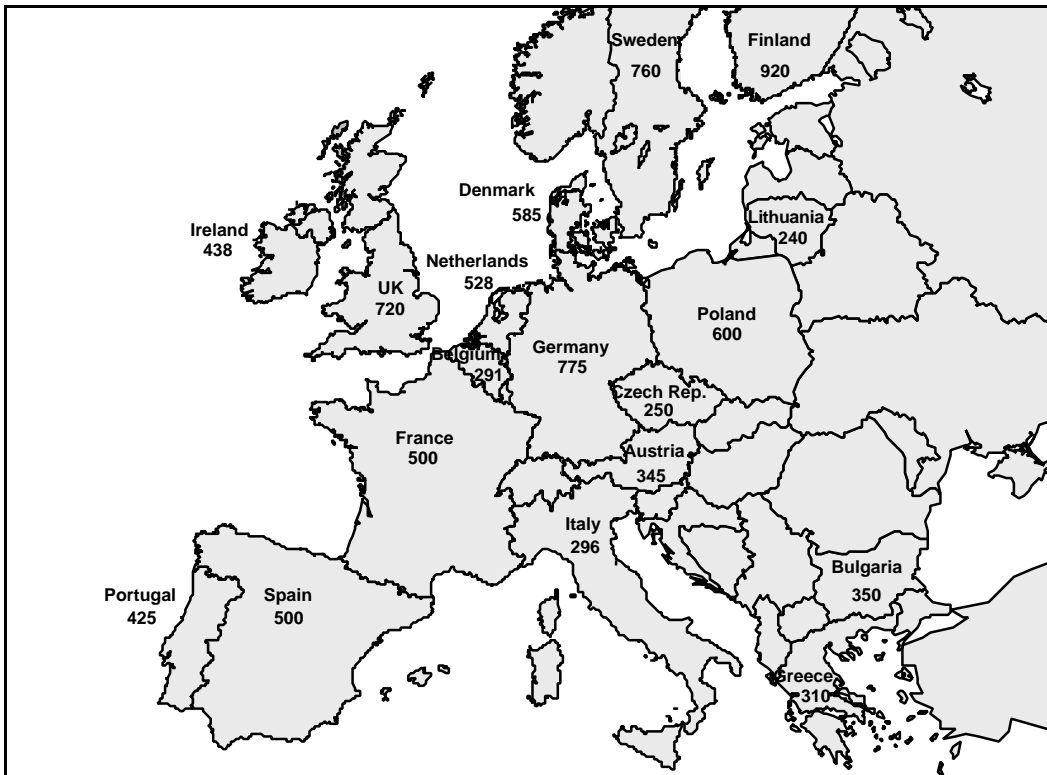 Sweden
760
Finland
920
Denmark
585
Ireland
438
Lithuania
240
Netherlands
528
UK
720
Poland
600
Belgium
291
Germany
775
Czech Rep.
250
France
500
Austria
345
Italy
296
Bulgaria
350
Portugal
425
Spain
500
Greece
310